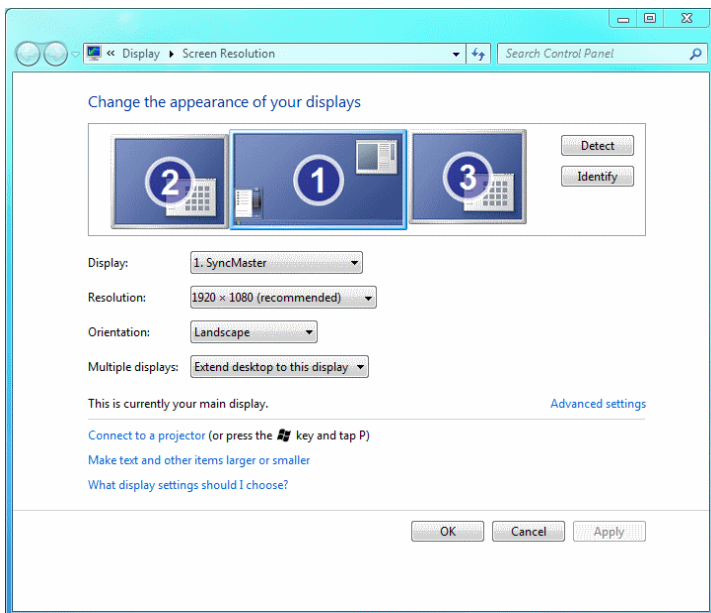 « Display ▸ Screen Resolution
Search Control Panel
Change the appearance of your displays
2
1
3
Detect
Identify
Display:
1. SyncMaster
Resolution:
1920 × 1080 (recommended)
Orientation:
Landscape
Multiple displays:
Extend desktop to this display
This is currently your main display.
Advanced settings
Connect to a projector (or press the key and tap P)
Make text and other items larger or smaller
What display settings should I choose?
OK
Cancel
Apply